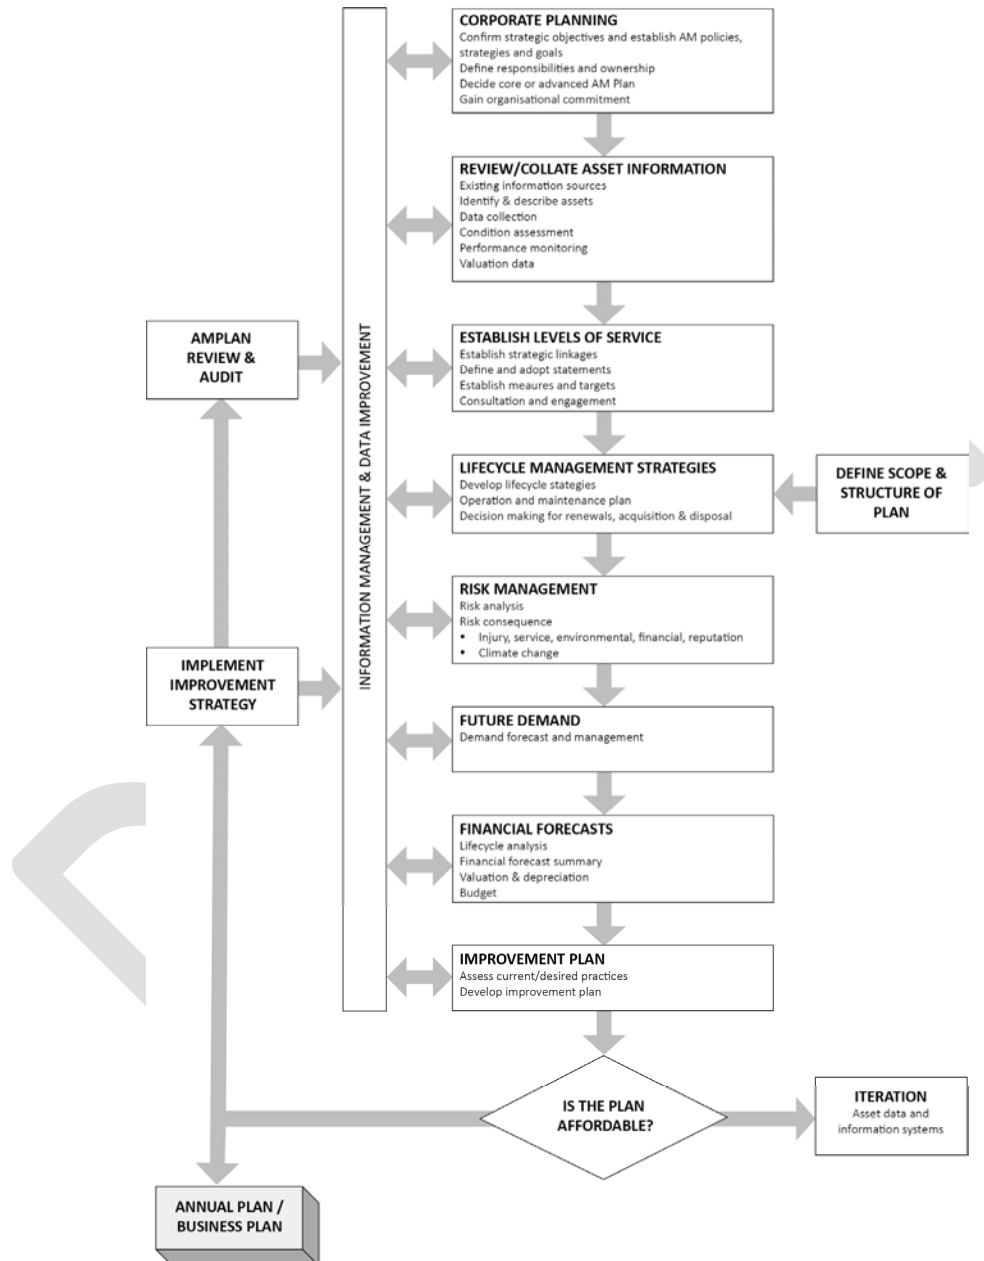 CORPORATE PLANNING
Confirm strategic objectives and establish AM policies,
strategies and goals
Define responsibilities and ownership
Decide core or advanced AM Plan
Gain organisational commitment
REVIEW/COLLATE ASSET INFORMATION
Existing information sources
Identify & describe assets
Data collection
Condition assessment
Performance monitoring
Valuation data
INFORMATION MANAGEMENT & DATA IMPROVEMENT
AMPLAN
REVIEW &
AUDIT
ESTABLISH LEVELS OF SERVICE
Establish strategic linkages
Define and adopt statements
Establish meaures and targets
Consultation and engagement
LIFECYCLE MANAGEMENT STRATEGIES
Develop lifecycle stategies
Operation and maintenance plan
Decision making for renewals, acquisition & disposal
DEFINE SCOPE &
STRUCTURE OF
PLAN
RISK MANAGEMENT
Risk analysis
Risk consequence
• Injury, service, environmental, financial, reputation
• Climate change
IMPLEMENT
IMPROVEMENT
STRATEGY
FUTURE DEMAND
Demand forecast and management
FINANCIAL FORECASTS
Lifecycle analysis
Financial forecast summary
Valuation & depreciation
Budget
IMPROVEMENT PLAN
Assess current/desired practices
Develop improvement plan
IS THE PLAN
AFFORDABLE?
ITERATION
Asset data and
information systems
ANNUAL PLAN /
BUSINESS PLAN